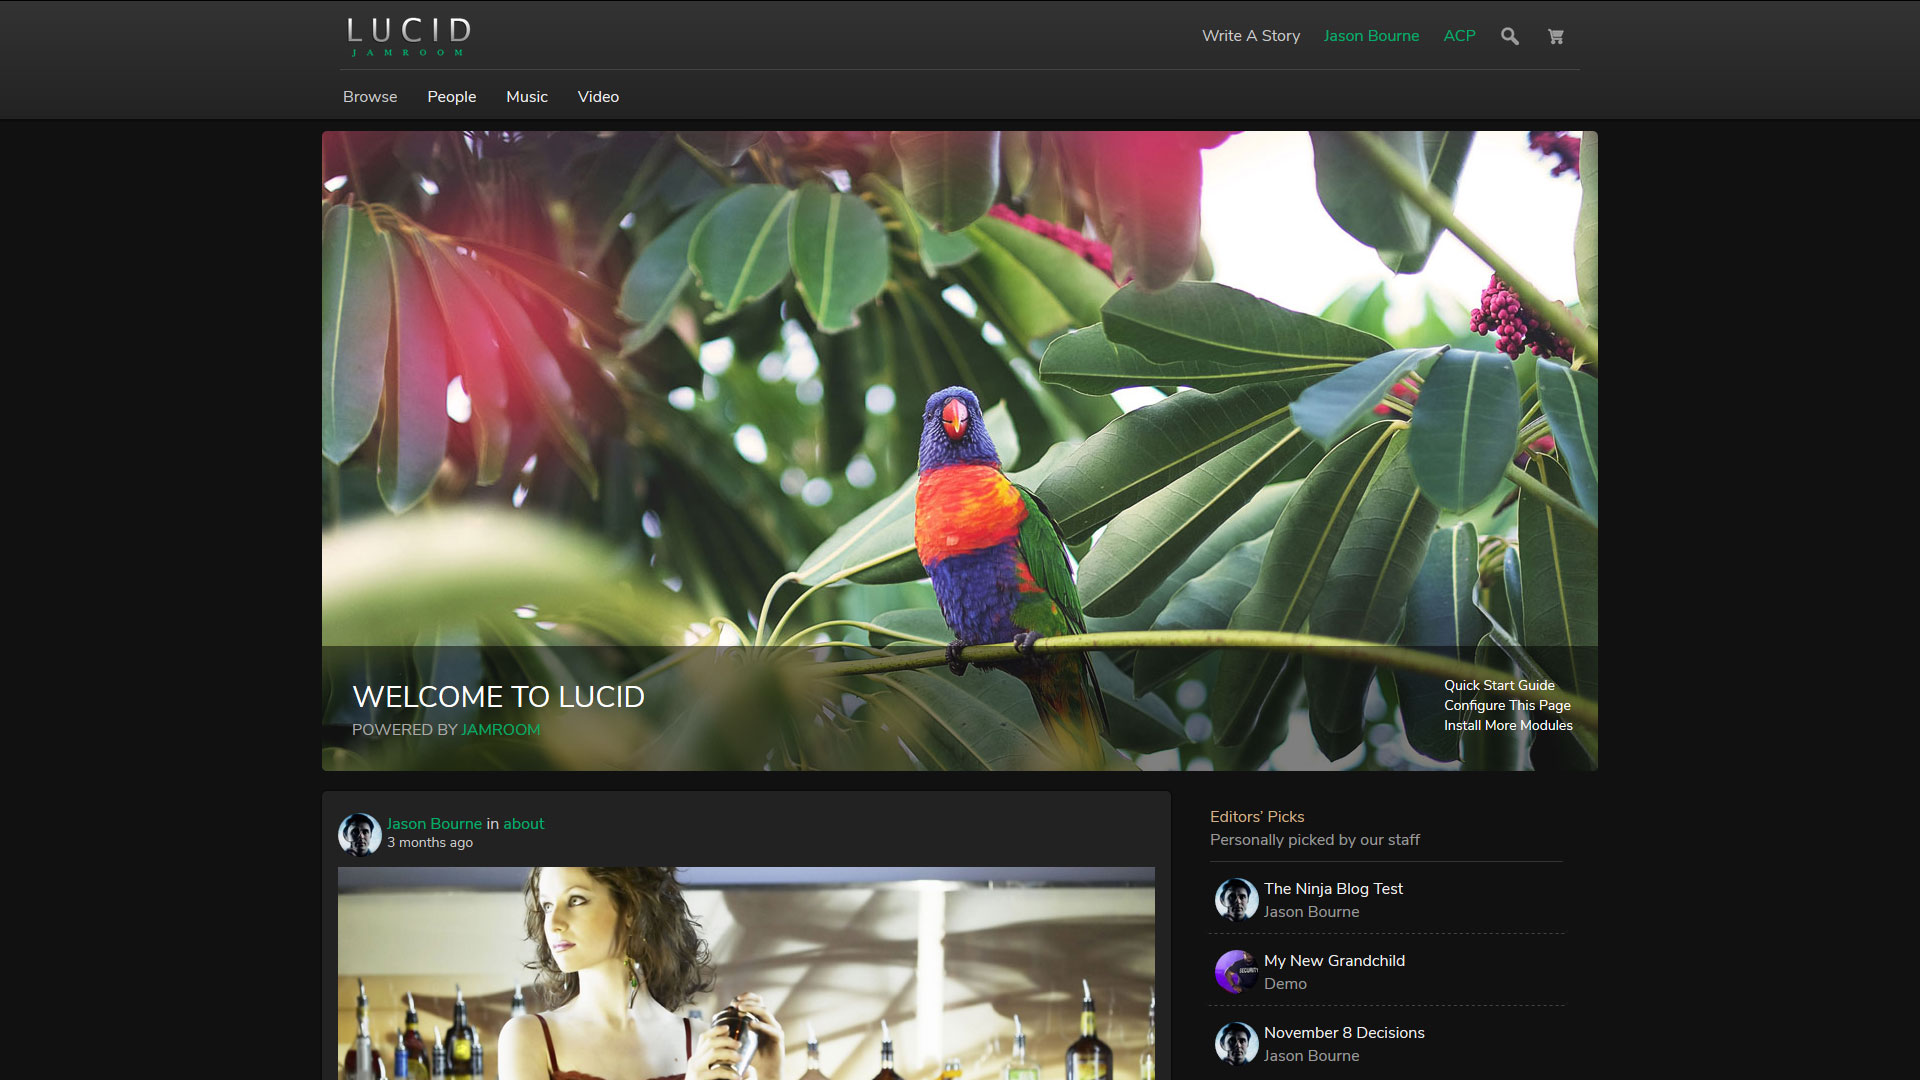 LUCID
JAMROOM
Write A Story
Jason Bourne
ACP
Browse
People
Music
Video
WELCOME TO LUCID
POWERED BY JAMROOM
Quick Start Guide
Configure This Page
Install More Modules
Jason Bourne in about
3 months ago
Editors’ Picks
Personally picked by our staff
The Ninja Blog Test
Jason Bourne
SECURITY
My New Grandchild
Demo
November 8 Decisions
Jason Bourne